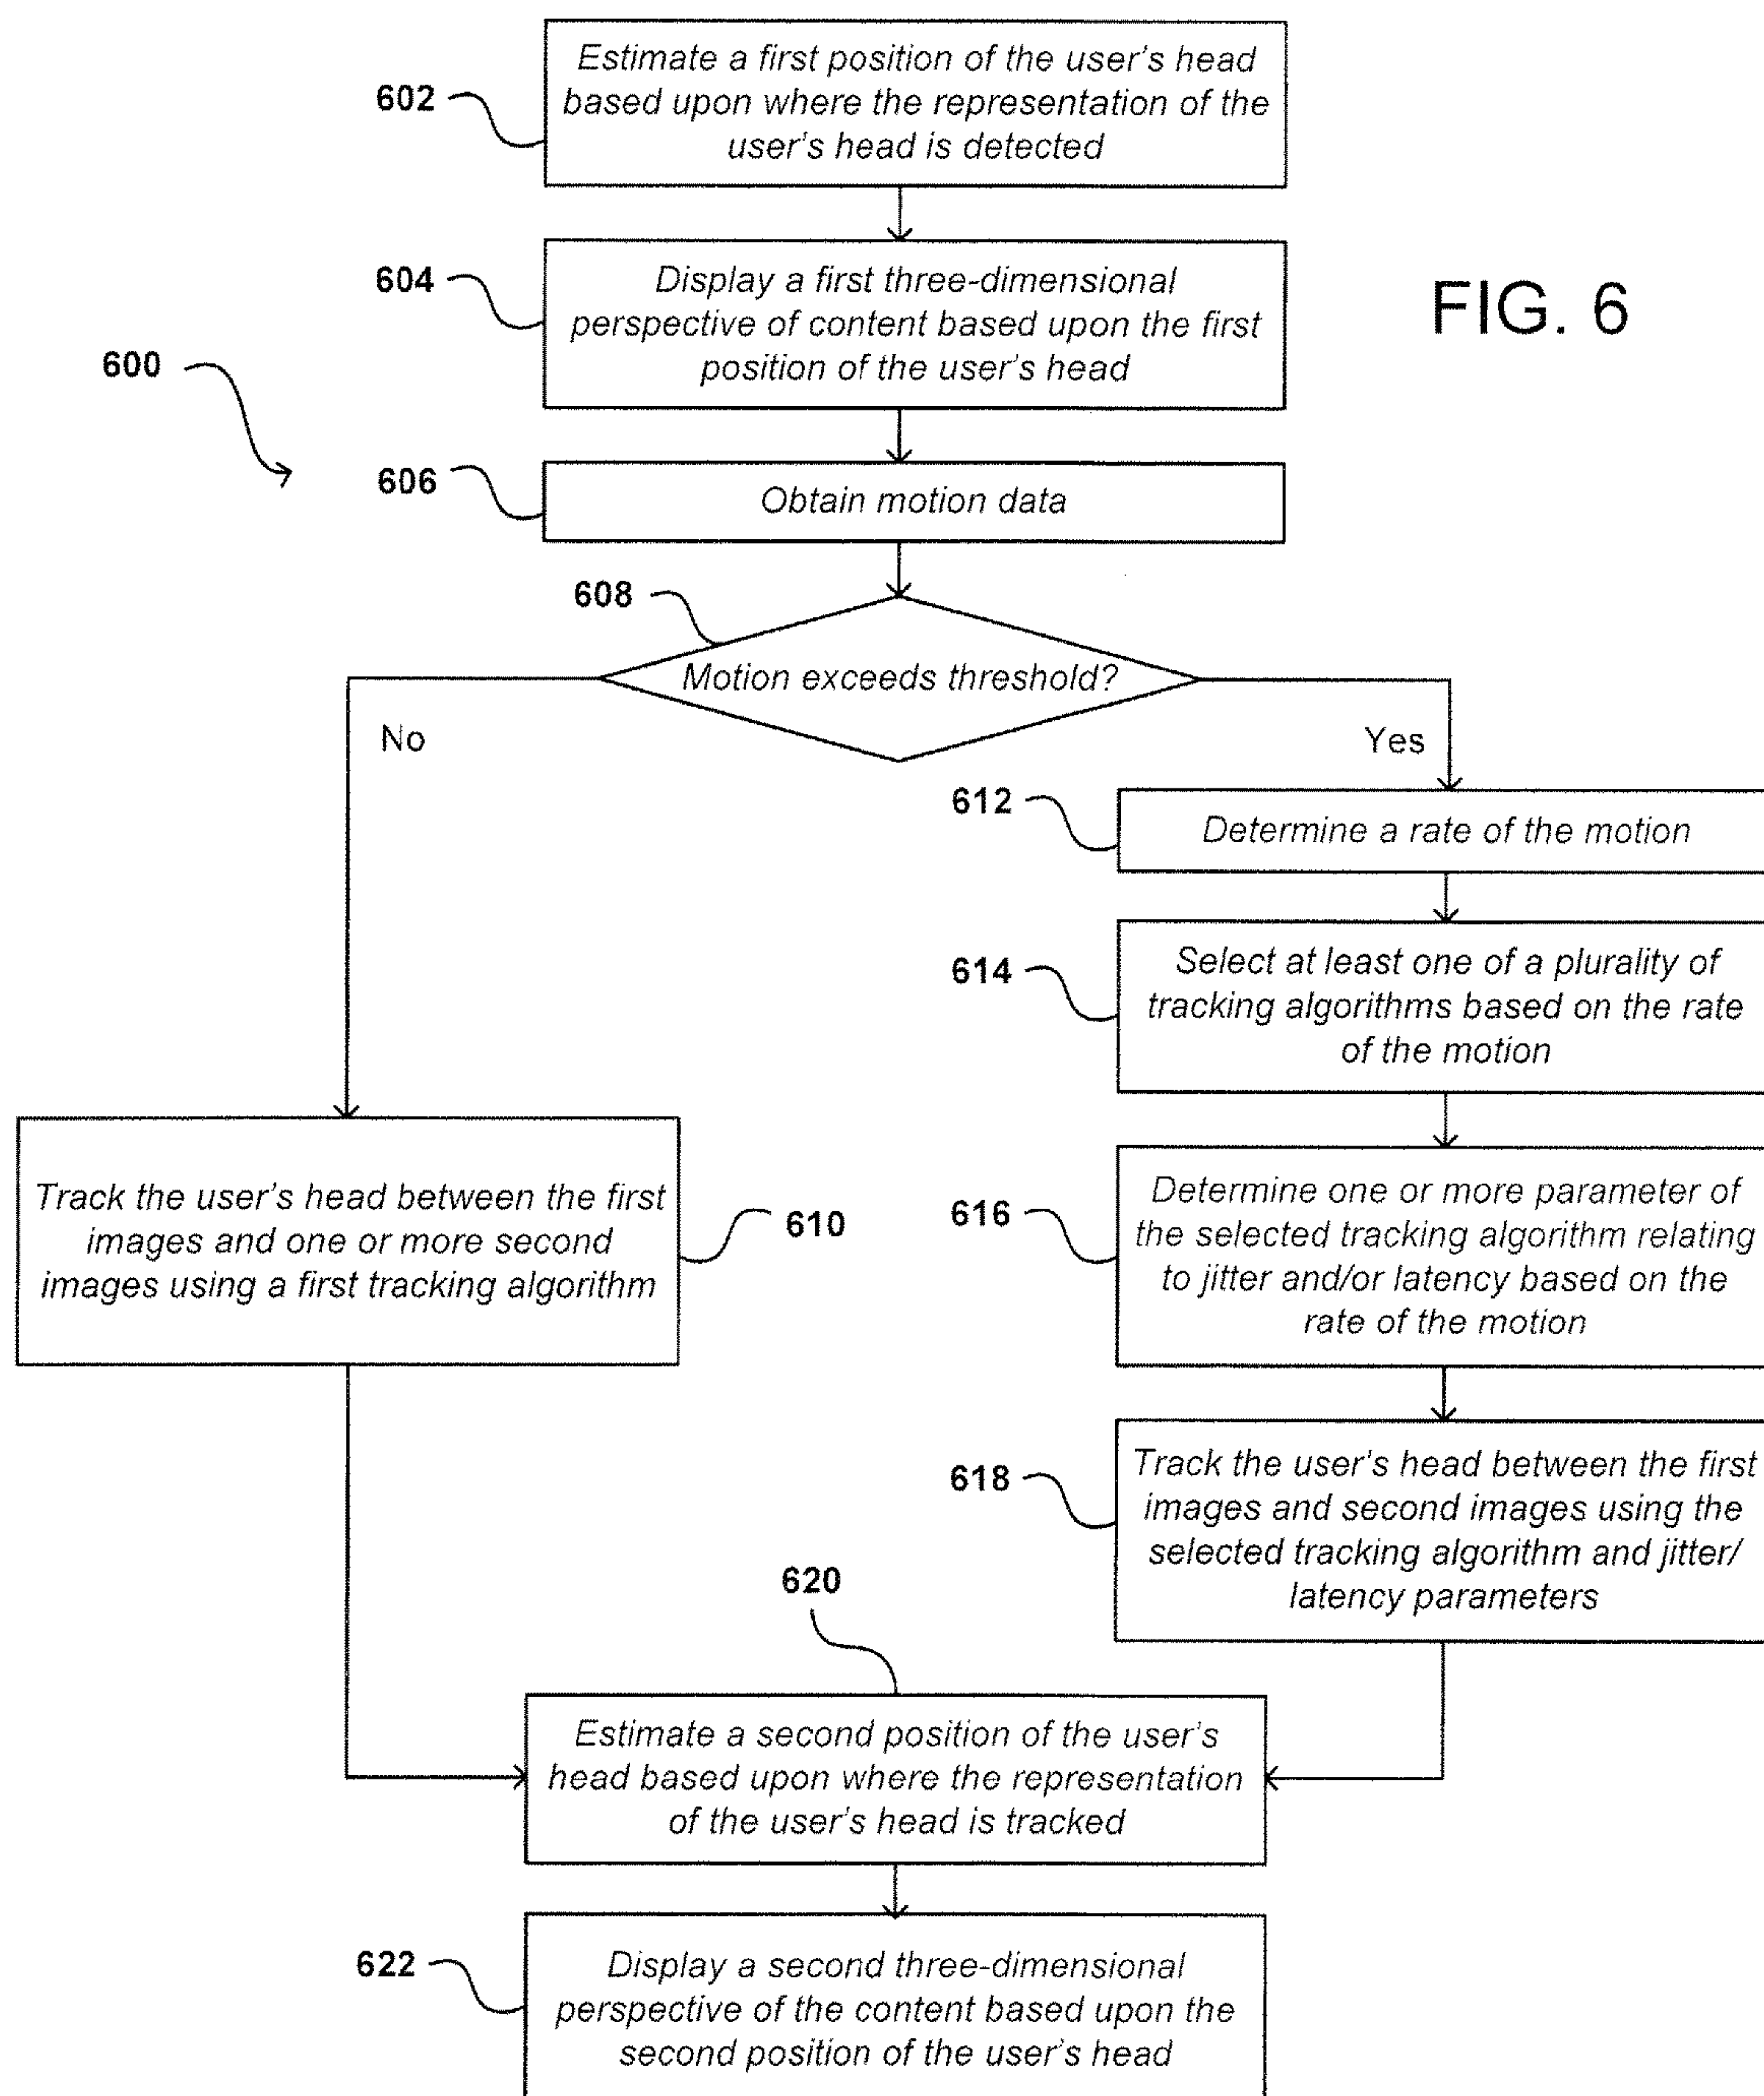 602
Estimate a first position of the user's head
based upon where the representation of the
user's head is detected
604
Display a first three-dimensional
perspective of content based upon the first
position of the user's head
FIG. 6
600
606
Obtain motion data
608
Motion exceeds threshold?
No
Yes
612
Determine a rate of the motion
614
Select at least one of a plurality of
tracking algorithms based on the rate
of the motion
Track the user's head between the first
images and one or more second
images using a first tracking algorithm
610
616
Determine one or more parameter of
the selected tracking algorithm relating
to jitter and/or latency based on the
rate of the motion
618
Track the user's head between the first
images and second images using the
selected tracking algorithm and jitter/
latency parameters
620
Estimate a second position of the user's
head based upon where the representation
of the user's head is tracked
622
Display a second three-dimensional
perspective of the content based upon the
second position of the user's head